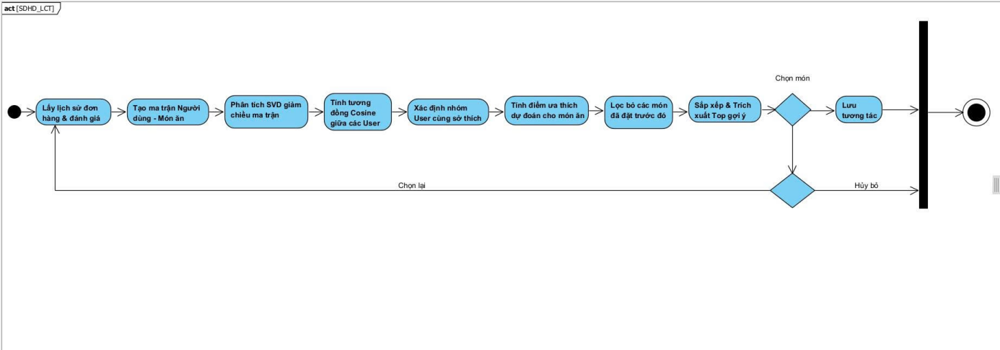 act [SDHD_LCT]
Chọn món
Lấy lịch sử đơn
hàng & đánh giá
Tạo ma trận Người
dùng - Món ăn
Phân tích SVD giảm
chiều ma trận
Tính tương
đồng Cosine
giữa các User
Xác định nhóm
User cùng sở thích
Tính điểm ưa thích
dự đoán cho món ăn
Lọc bỏ các món
đã đặt trước đó
Sắp xếp & Trích
xuất Top gợi ý
Lưu
tương tác
Chọn lại
Hủy bỏ